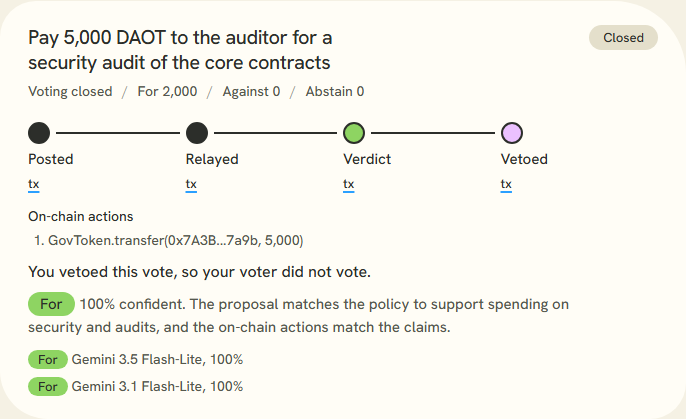 Pay 5,000 DAOT to the auditor for a
security audit of the core contracts
Closed
Voting closed / For 2,000 / Against 0 / Abstain 0
Posted Relayed Verdict Vetoed
tx tx tx tx
On-chain actions
1. GovToken.transfer(0x7A3B...7a9b, 5,000)
You vetoed this vote, so your voter did not vote.
For 100% confident. The proposal matches the policy to support spending on
security and audits, and the on-chain actions match the claims.
For Gemini 3.5 Flash-Lite, 100%
For Gemini 3.1 Flash-Lite, 100%